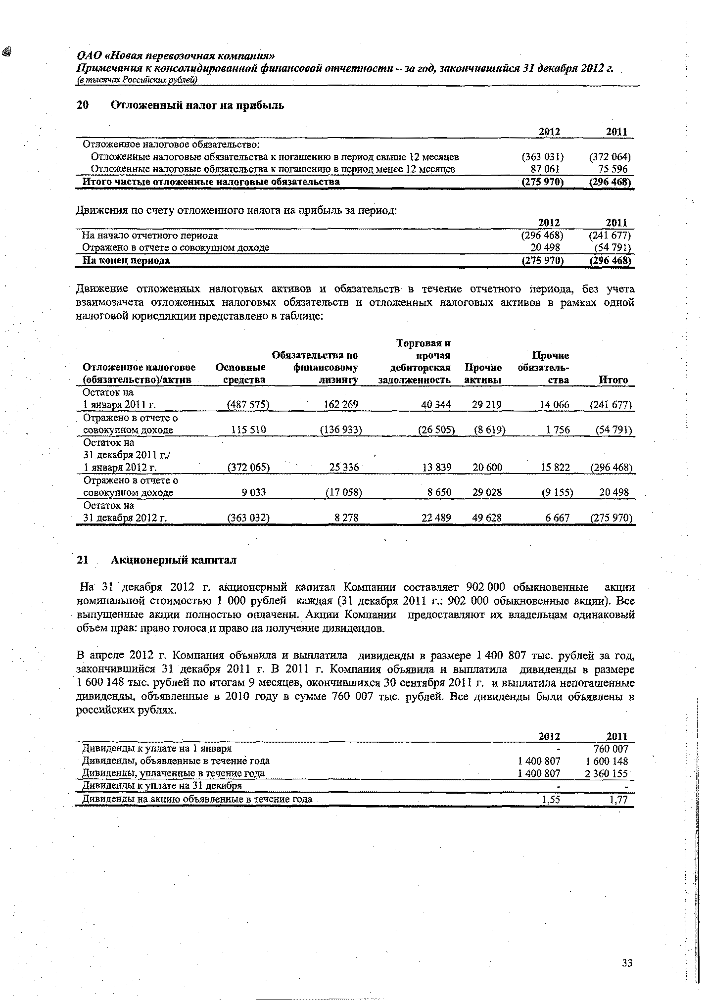 ОАО «Новая перевозочная компания»
Примечания к консолидированной финансовой отчетности – за год, закончившийся 31 декабря 2012 г.
(в тысячах Российских рублей)
20 Отложенный налог на прибыль
2012 2011
Отложенное налоговое обязательство:
Отложенные налоговые обязательства к погашению в период свыше 12 месяцев (363 031) (372 064)
Отложенные налоговые обязательства к погашению в период менее 12 месяцев 87 061 75 596
Итого чистые отложенные налоговые обязательства (275 970) (296 468)
Движения по счету отложенного налога на прибыль за период:
2012 2011
На начало отчетного периода (296 468) (241 677)
Отражено в отчете о совокупном доходе 20 498 (54 791)
На конец периода (275 970) (296 468)
Движение отложенных налоговых активов и обязательств в течение отчетного периода, без учета
взаимозачета отложенных налоговых обязательств и отложенных налоговых активов в рамках одной
налоговой юрисдикции представлено в таблице:
Торговая и
Обязательства по прочая Прочие
Отложенное налоговое Основные финансовому дебиторская Прочие обязатель-
(обязательство)/актив средства лизингу задолженность активы ства Итого
Остаток на
1 января 2011 г. (487 575) 162 269 40 344 29 219 14 066 (241 677)
Отражено в отчете о
совокупном доходе 115 510 (136 933) (26 505) (8 619) 1 756 (54 791)
Остаток на
31 декабря 2011 г./
1 января 2012 г. (372 065) 25 336 13 839 20 600 15 822 (296 468)
Отражено в отчете о
совокупном доходе 9 033 (17 058) 8 650 29 028 (9 155) 20 498
Остаток на
31 декабря 2012 г. (363 032) 8 278 22 489 49 628 6 667 (275 970)
21 Акционерный капитал
На 31 декабря 2012 г. акционерный капитал Компании составляет 902 000 обыкновенные акции
номинальной стоимостью 1 000 рублей каждая (31 декабря 2011 г.: 902 000 обыкновенные акции). Все
выпущенные акции полностью оплачены. Акции Компании предоставляют их владельцам одинаковый
объем прав: право голоса и право на получение дивидендов.
В апреле 2012 г. Компания объявила и выплатила дивиденды в размере 1 400 807 тыс. рублей за год,
закончившийся 31 декабря 2011 г. В 2011 г. Компания объявила и выплатила дивиденды в размере
1 600 148 тыс. рублей по итогам 9 месяцев, окончившихся 30 сентября 2011 г. и выплатила непогашенные
дивиденды, объявленные в 2010 году в сумме 760 007 тыс. рублей. Все дивиденды были объявлены в
российских рублях.
2012 2011
Дивиденды к уплате на 1 января - 760 007
Дивиденды, объявленные в течение года 1 400 807 1 600 148
Дивиденды, уплаченные в течение года 1 400 807 2 360 155
Дивиденды к уплате на 31 декабря - -
Дивиденды на акцию объявленные в течение года 1,55 1,77
33